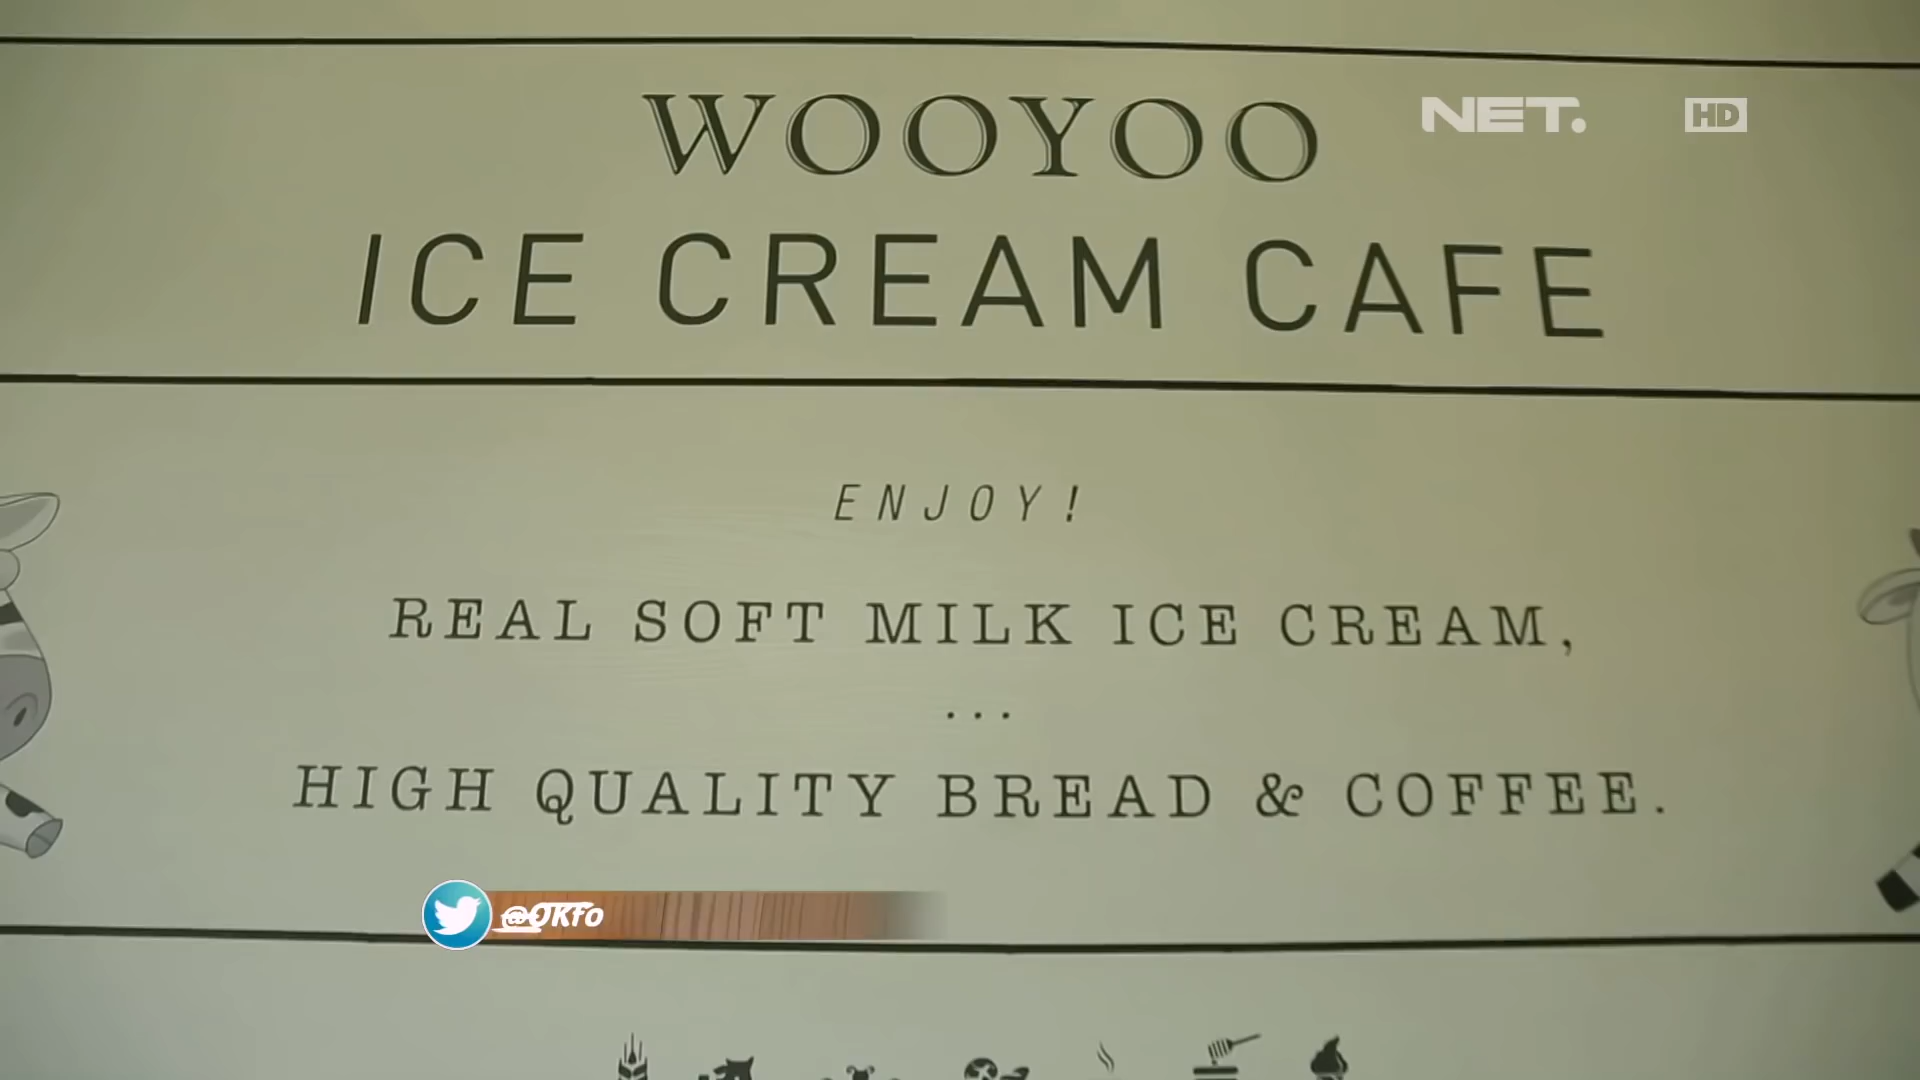 WOOYOO
NET.
HD
ICE CREAM CAFE
ENJOY!
REAL SOFT MILK ICE CREAM,
...
HIGH QUALITY BREAD & COFFEE.